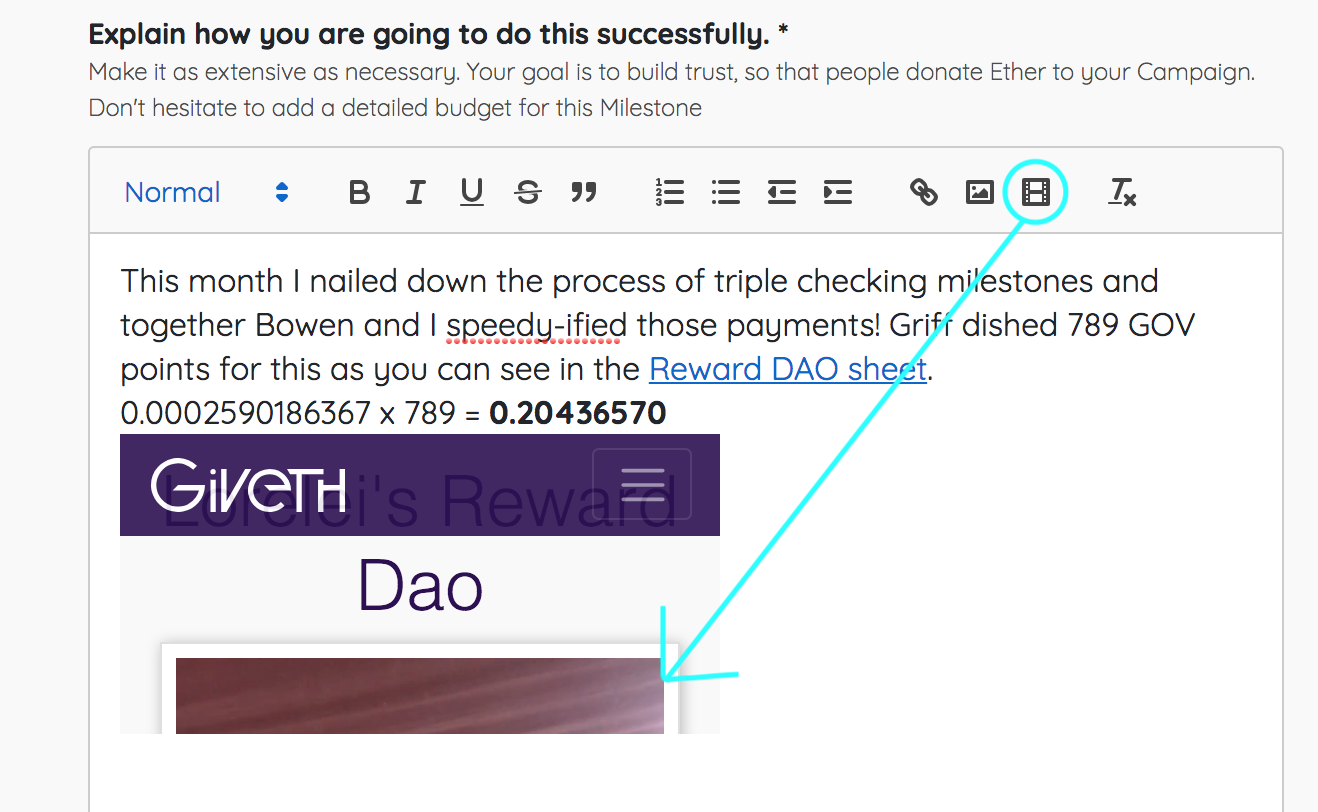 Explain how you are going to do this successfully. *
Make it as extensive as necessary. Your goal is to build trust, so that people donate Ether to your Campaign.
Don't hesitate to add a detailed budget for this Milestone
Normal
This month I nailed down the process of triple checking milestones and
together Bowen and I speedy-ified those payments! Griff dished 789 GOV
points for this as you can see in the Reward DAO sheet.
0.0002590186367 x 789 = 0.20436570
GIVETH
Lorelei's Reward
Dao